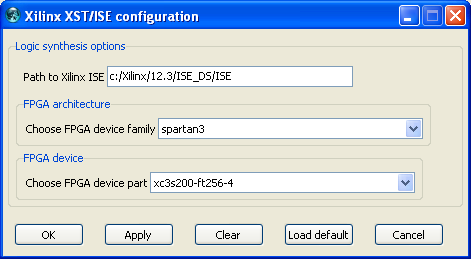 Xilinx XST/ISE configuration
Logic synthesis options
Path to Xilinx ISE c:/Xilinx/12.3/ISE_DS/ISE
FPGA architecture
Choose FPGA device family spartan3
FPGA device
Choose FPGA device part xc3s200-ft256-4
OK Apply Clear Load default Cancel